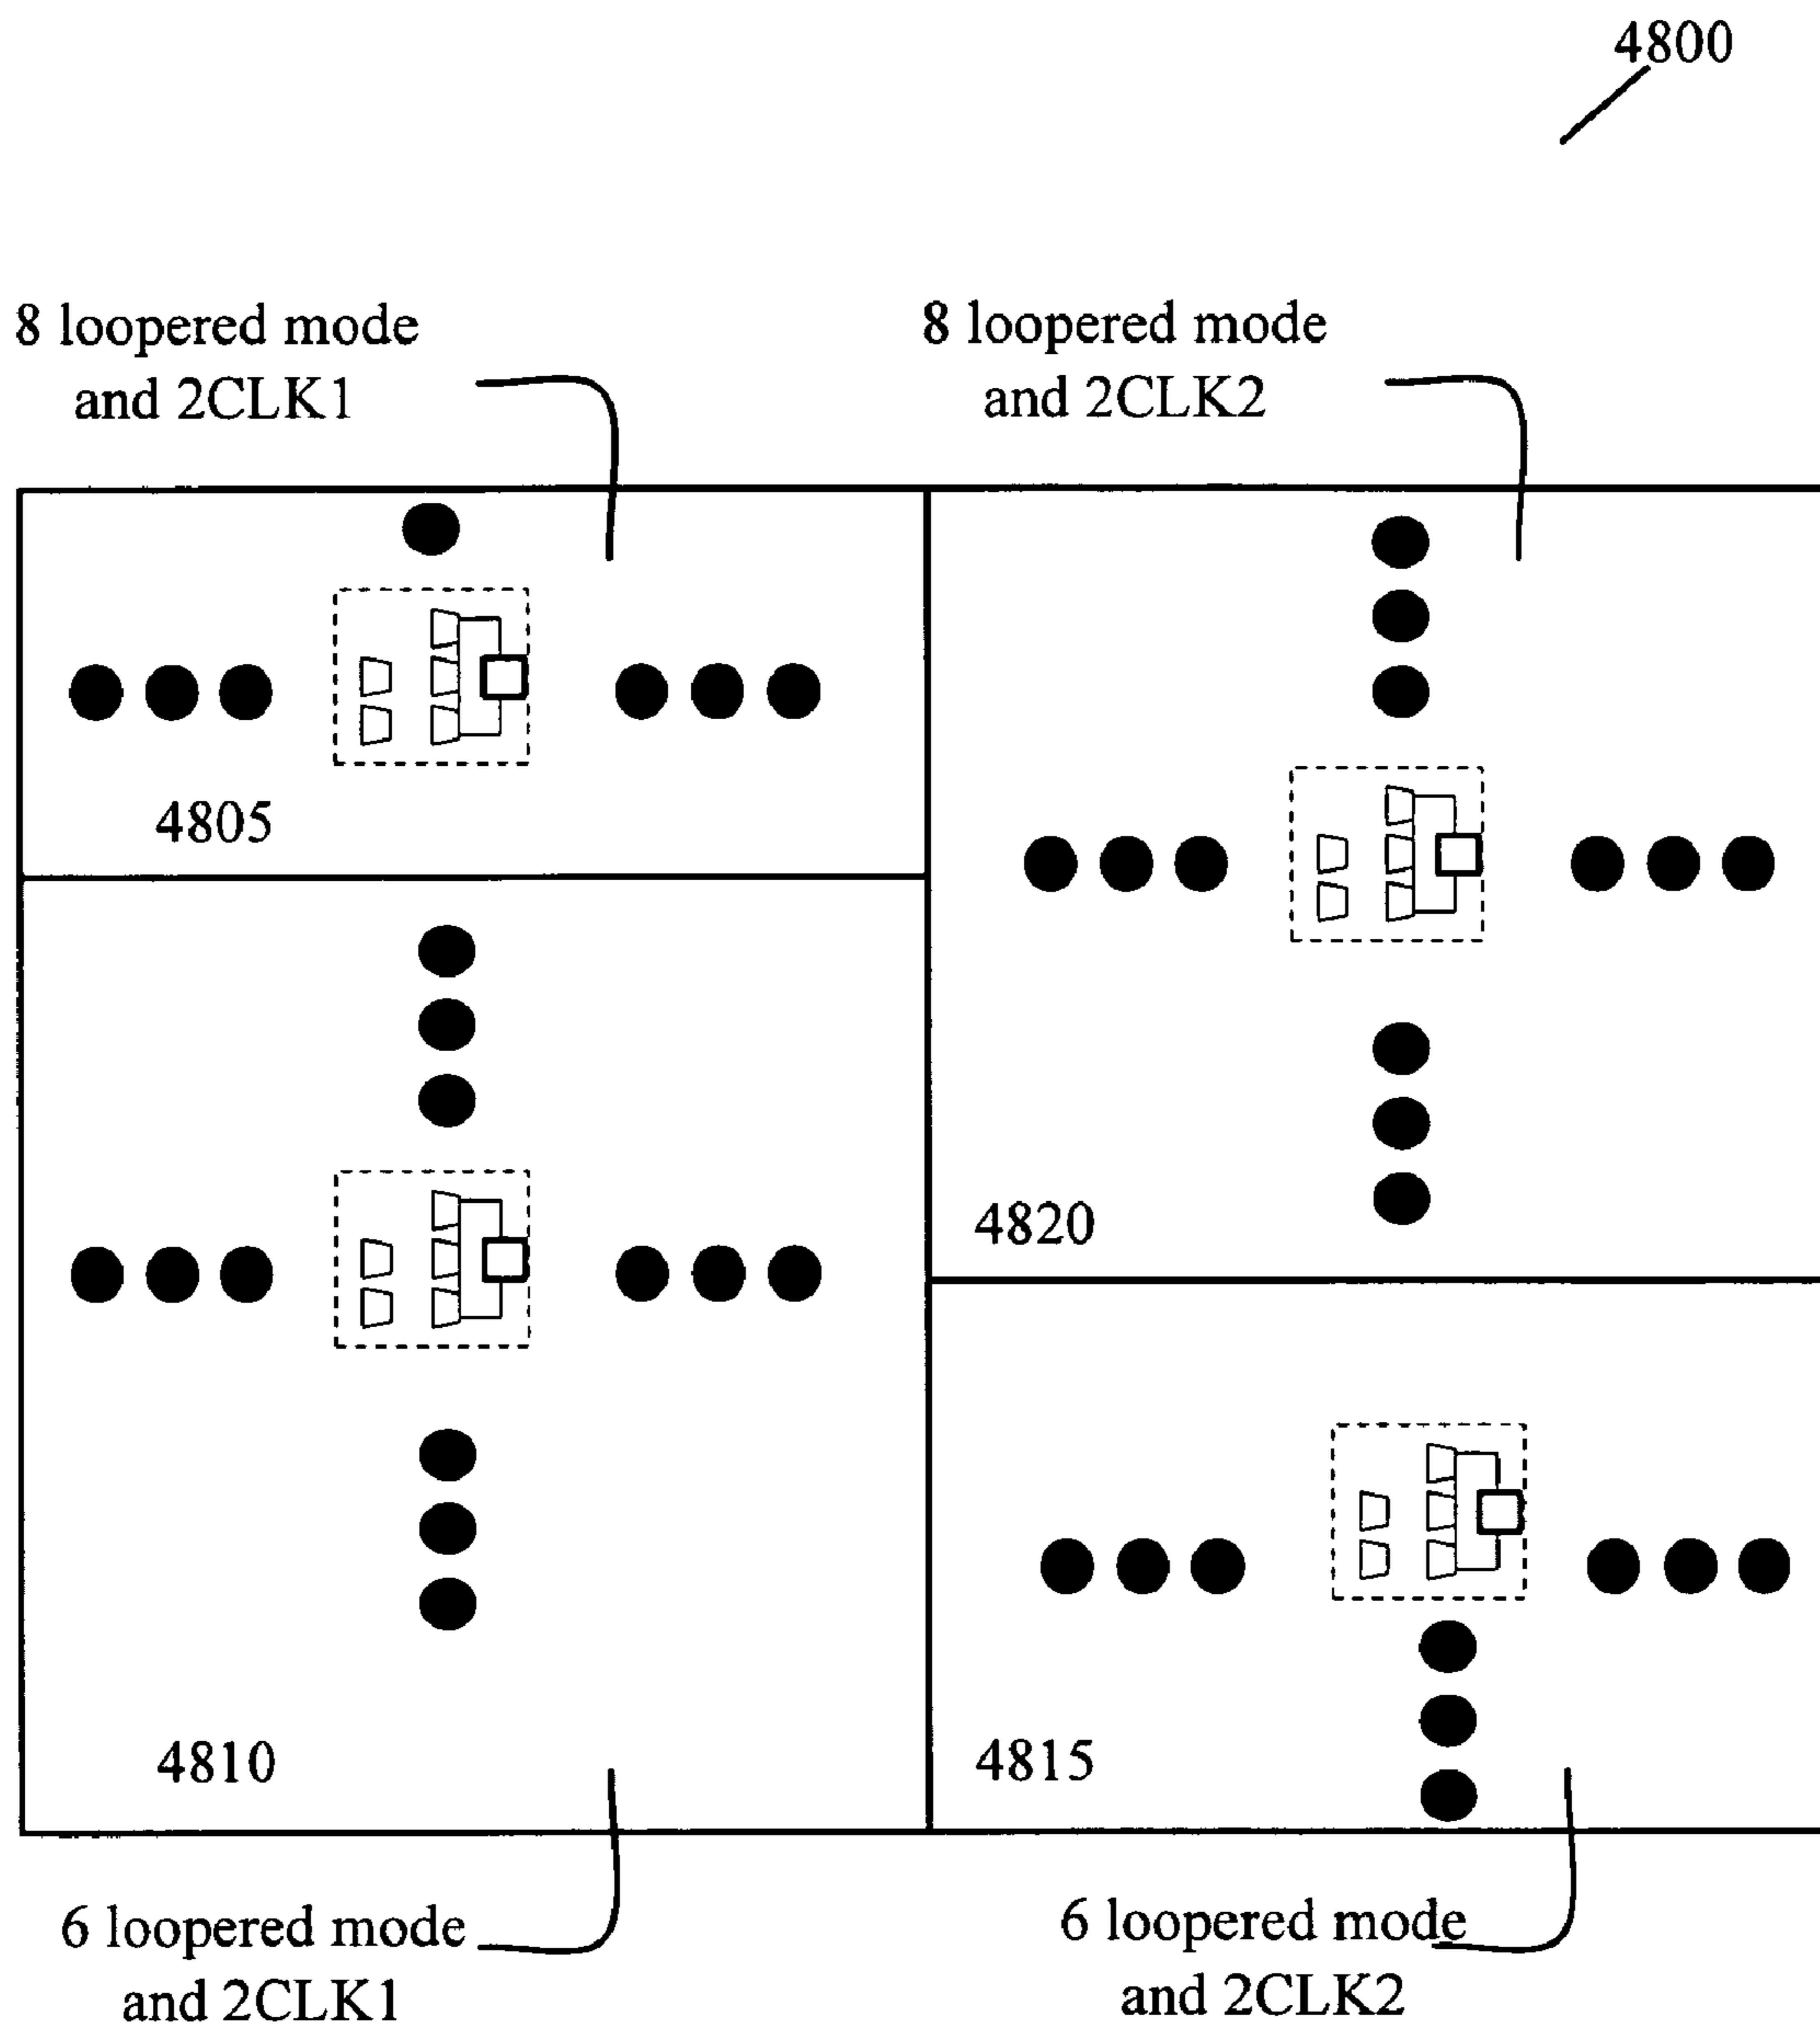 4800
8 loopered mode
and 2CLK1
8 loopered mode
and 2CLK2
4805
4820
4810
4815
6 loopered mode
and 2CLK1
6 loopered mode
and 2CLK2